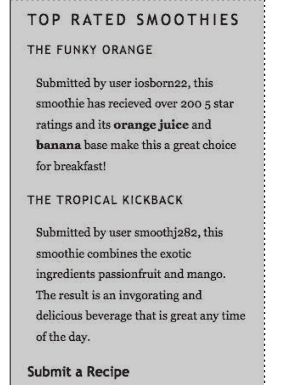 TOP RATED SMOOTHIES
THE FUNKY ORANGE
Submitted by user iosborn22, this
smoothie has recieved over 200 5 star
ratings and its orange juice and
banana base make this a great choice
for breakfast!
THE TROPICAL KICKBACK
Submitted by user smoothj282, this
smoothie combines the exotic
ingredients passionfruit and mango.
The result is an invgorating and
delicious beverage that is great any time
of the day.
Submit a Recipe